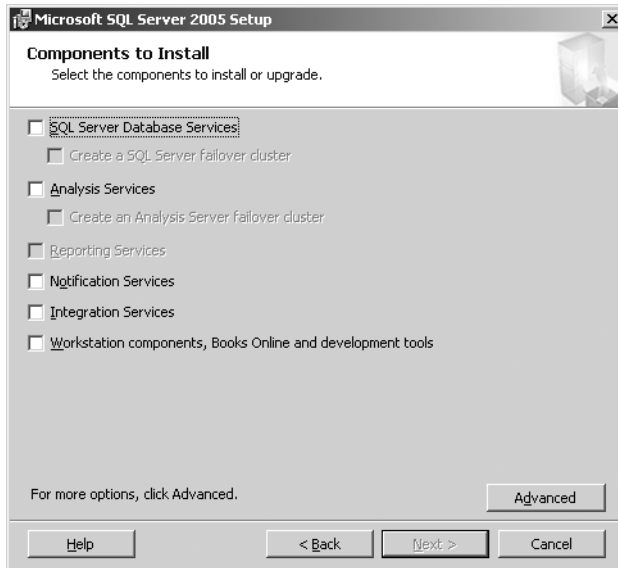 Microsoft SQL Server 2005 Setup
Components to Install
Select the components to install or upgrade.
SQL Server Database Services
Create a SQL Server failover cluster
Analysis Services
Create an Analysis Server failover cluster
Reporting Services
Notification Services
Integration Services
Workstation components, Books Online and development tools
For more options, click Advanced.
Advanced
Help
< Back
Next >
Cancel